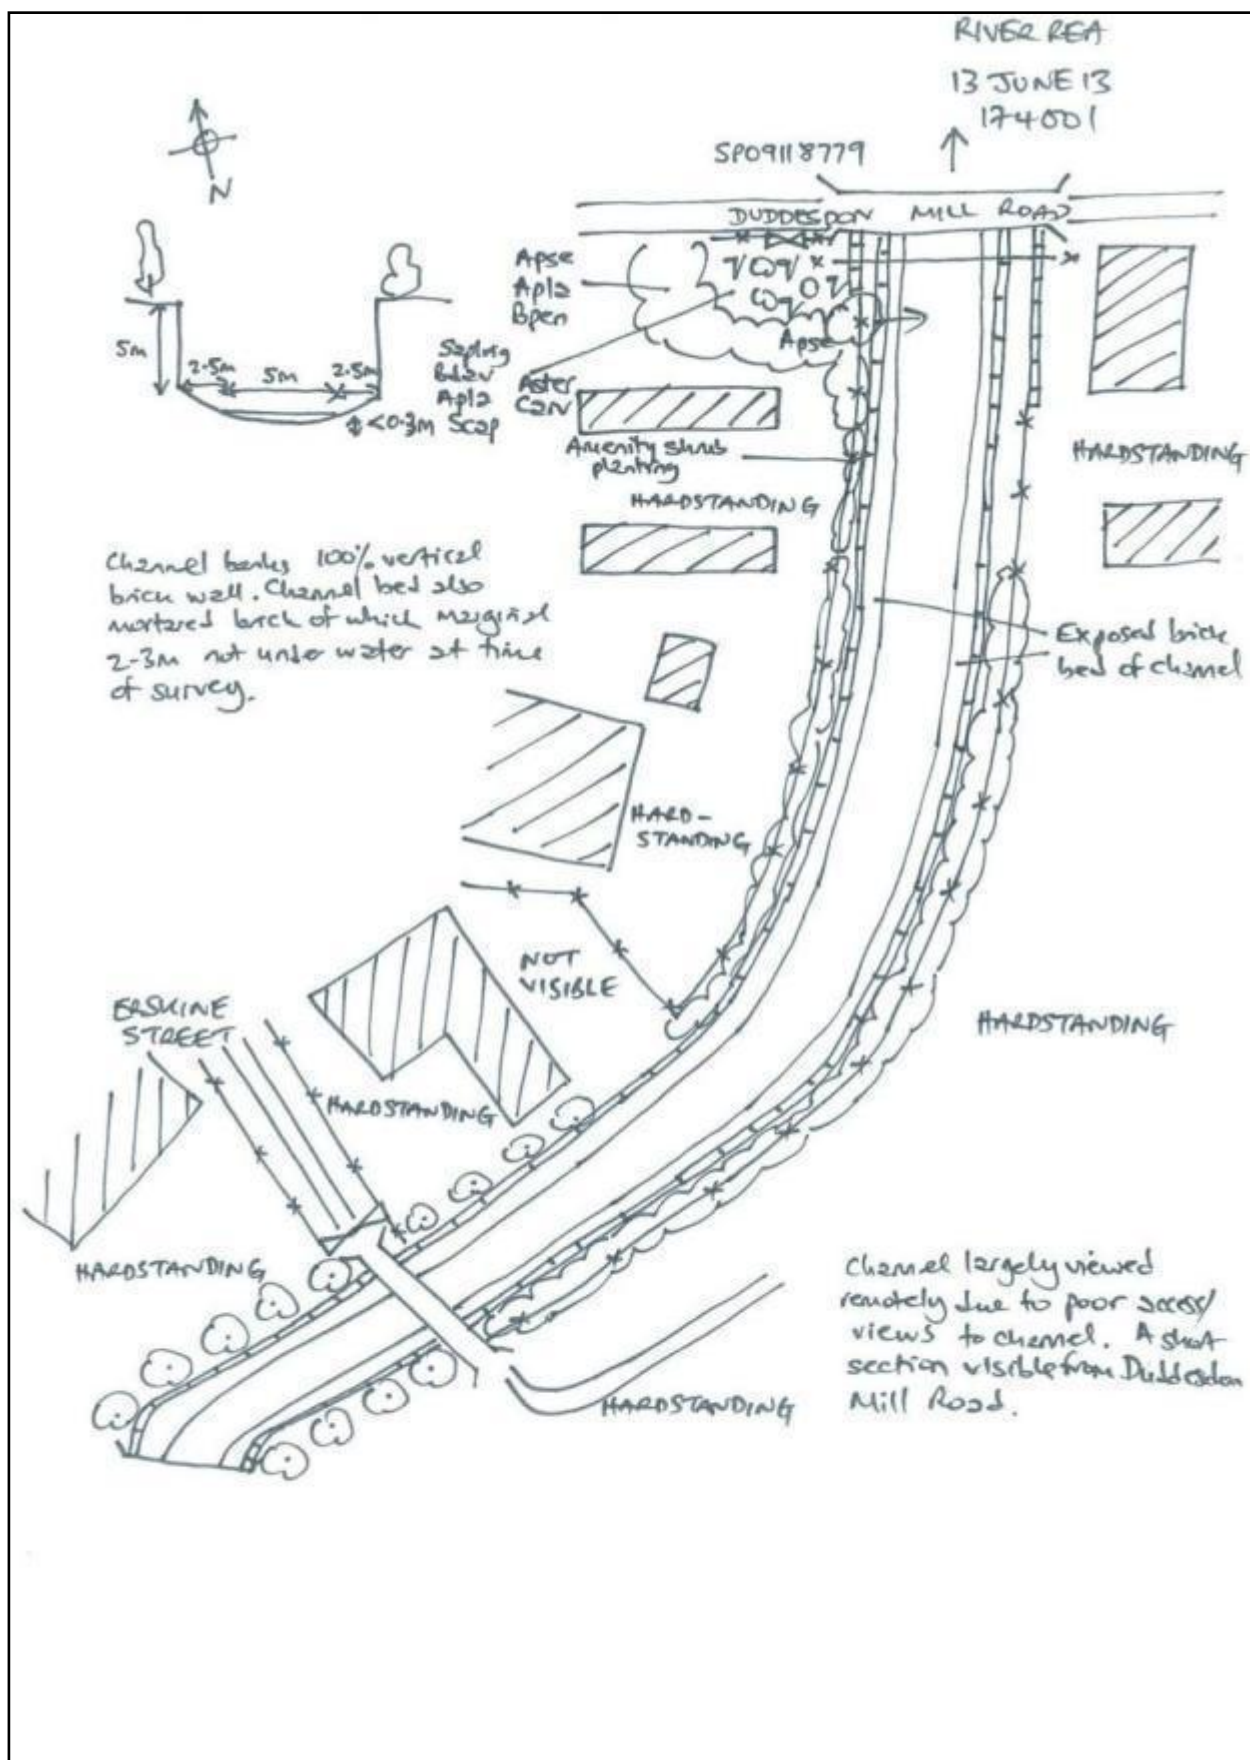 RIVER REA
13 JUNE 13
174001
SP09118779
N
DUDDESDON MILL ROAD
Apse
Apla
Bpen
Apse
5m
2.5m
5m
2.5m
<0.3m
Sapling
Apla
Scap
Aster
Amenity shrub
planting
HARDSTANDING
HARDSTANDING
Channel banks 100% vertical
brick wall. Channel bed also
mortared brick of which marginal
2-3m not under water at time
of survey.
Exposed brick
bed of channel
HARD-
STANDING
NOT
VISIBLE
ERSKINE
STREET
HARDSTANDING
HARDSTANDING
HARDSTANDING
Channel largely viewed
remotely due to poor access/
views to channel. A short
section visible from Duddesdon
Mill Road.
HARDSTANDING